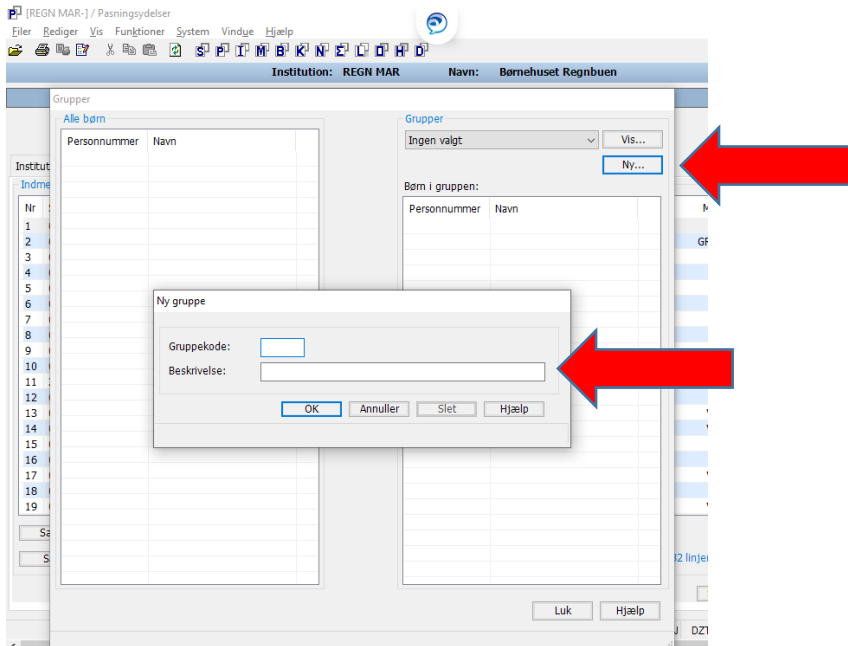 [REGN MAR-] / Pasningsydelser
Filer Rediger Vis Funktioner System Vindue Hjælp
S P I M B K N E L O H D
Institution: REGN MAR Navn: Børnehuset Regnbuen
Grupper
Alle børn
Personnummer Navn
Grupper
Ingen valgt
Vis...
Ny...
Børn i gruppen:
Personnummer Navn
Institut
Indme
Nr
1
2 GR
3
4
5
6
7
8
9
10
11
12
13
14
15
16
17
18
19
Ny gruppe
Gruppekode:
Beskrivelse:
OK Annuller Slet Hjælp
32 linjer
Luk Hjælp
DZT